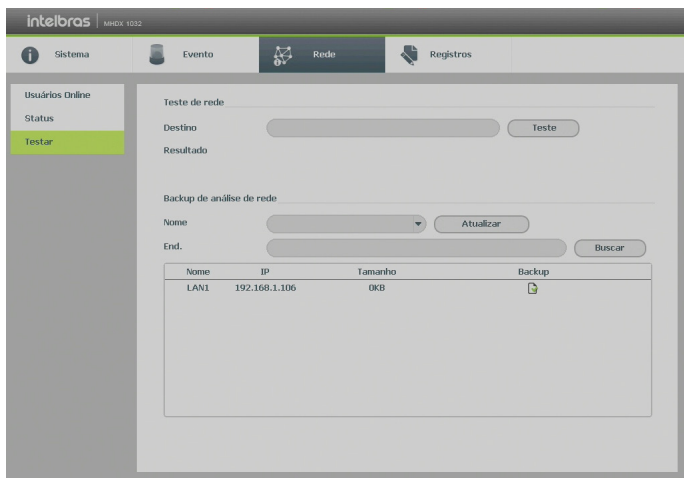 intelbras MHDX 1032
Sistema Evento Rede Registros
Usuários Online
Status
Testar
Teste de rede
Destino Teste
Resultado
Backup de análise de rede
Nome Atualizar
End. Buscar
Nome IP Tamanho Backup
LAN1 192.168.1.106 0KB